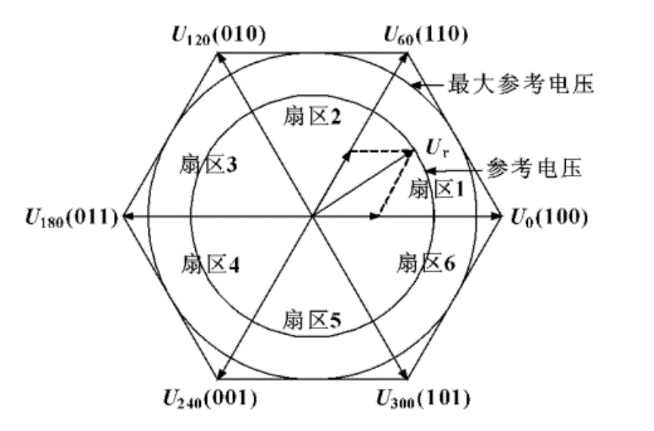 U120(010)
U60(110)
最大参考电压
扇区2
Ur
扇区3
参考电压
扇区1
U180(011)
U0(100)
扇区4
扇区6
扇区5
U240(001)
U300(101)